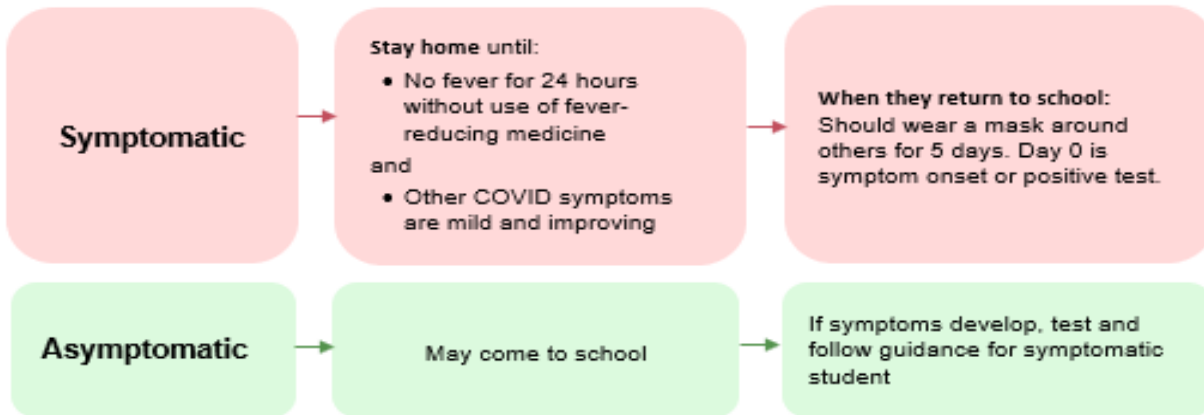 Symptomatic
Stay home until:
• No fever for 24 hours
without use of fever-
reducing medicine
and
• Other COVID symptoms
are mild and improving
When they return to school:
Should wear a mask around
others for 5 days. Day 0 is
symptom onset or positive test.
Asymptomatic
May come to school
If symptoms develop, test and
follow guidance for symptomatic
student